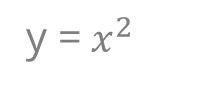 y = x²